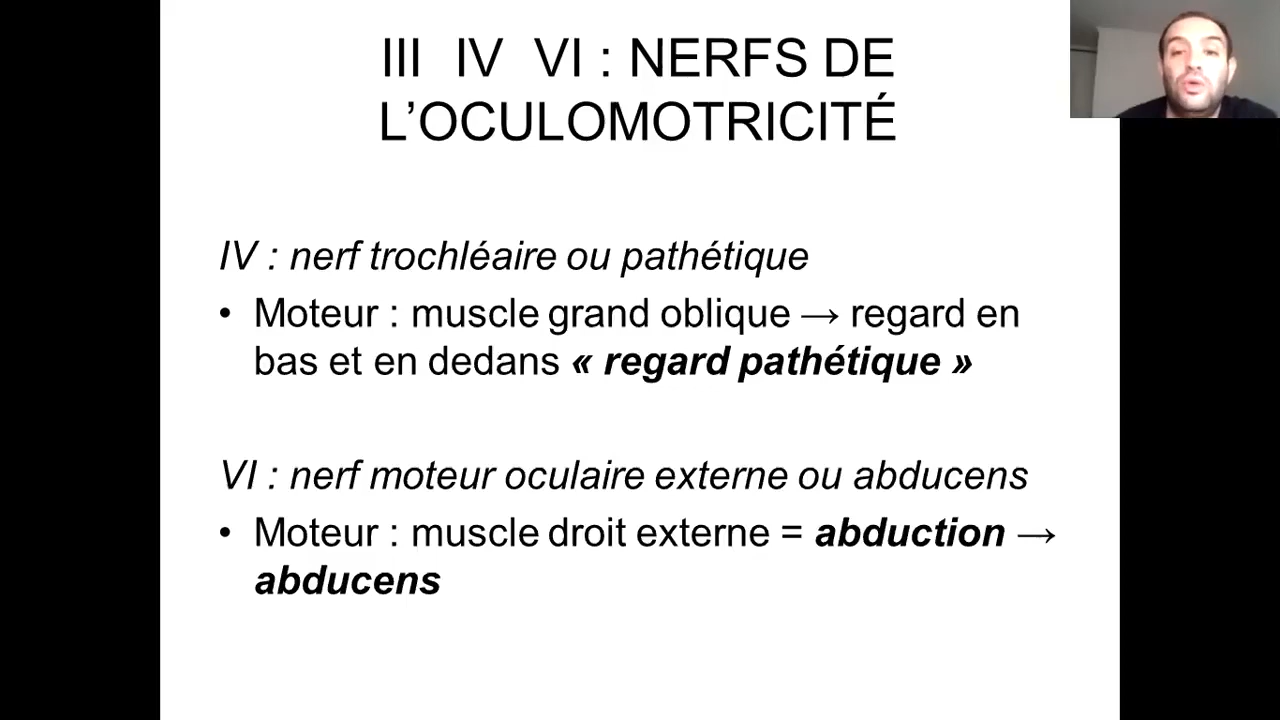 III IV VI : NERFS DE
L’OCULOMOTRICITÉ
IV : nerf trochléaire ou pathétique
• Moteur : muscle grand oblique → regard en
bas et en dedans « regard pathétique »
VI : nerf moteur oculaire externe ou abducens
• Moteur : muscle droit externe = abduction →
abducens